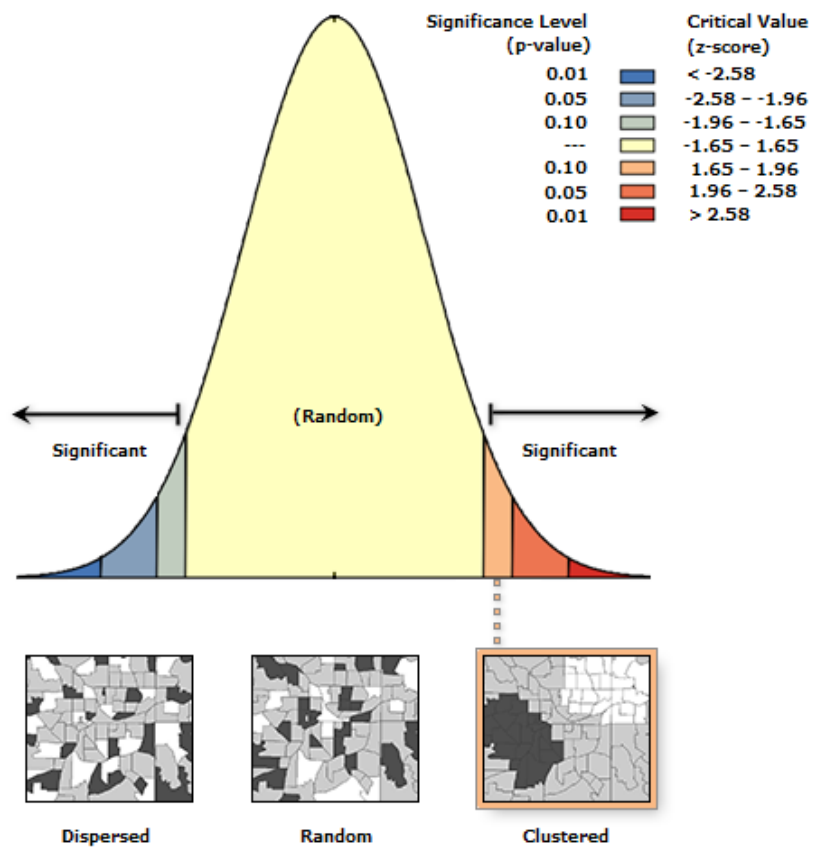 Significance Level Critical Value
(p-value) (z-score)
0.01 < -2.58
0.05 -2.58 – -1.96
0.10 -1.96 – -1.65
--- -1.65 – 1.65
0.10 1.65 – 1.96
0.05 1.96 – 2.58
0.01 > 2.58
(Random)
Significant Significant
Dispersed Random Clustered